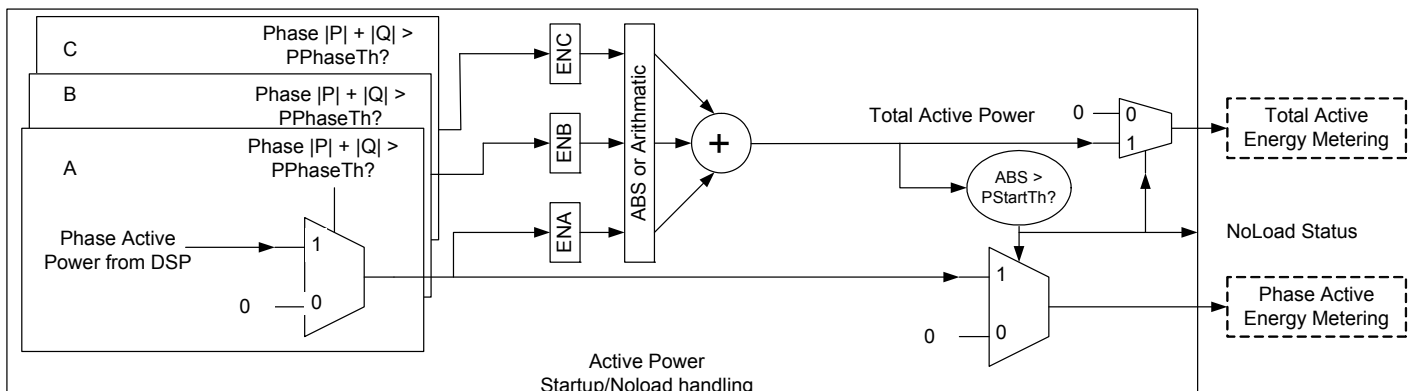 C
Phase |P| + |Q| >
PPhaseTh?
B
Phase |P| + |Q| >
PPhaseTh?
A
Phase |P| + |Q| >
PPhaseTh?
Phase Active
Power from DSP
1
0
0
ENC
ENB
ENA
ABS or Arithmatic
+
Total Active Power
0
0
1
Total Active
Energy Metering
ABS >
PStartTh?
NoLoad Status
1
0
0
Phase Active
Energy Metering
Active Power
Startup/Noload handling